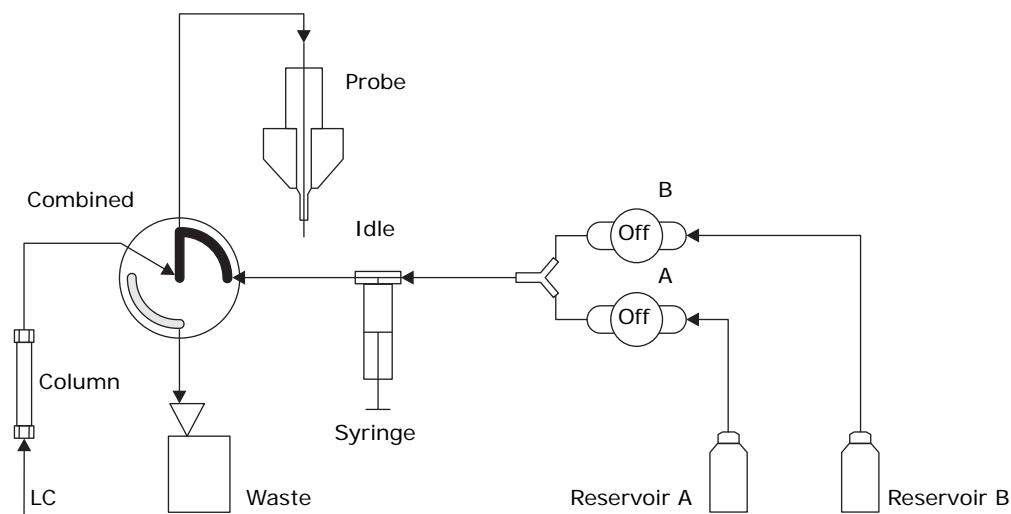 Probe
Combined
Idle
B
Off
A
Off
Column
Syringe
LC
Waste
Reservoir A
Reservoir B